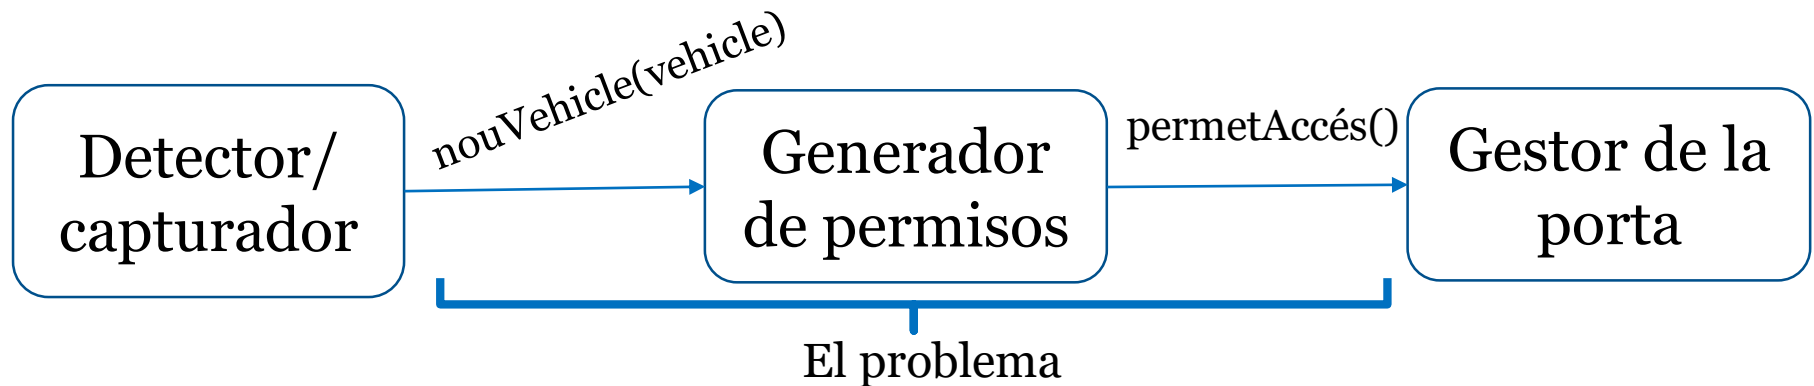 Detector/
capturador
nouVehicle(vehicle)
Generador
de permisos
permetAccés()
Gestor de la
porta
El problema